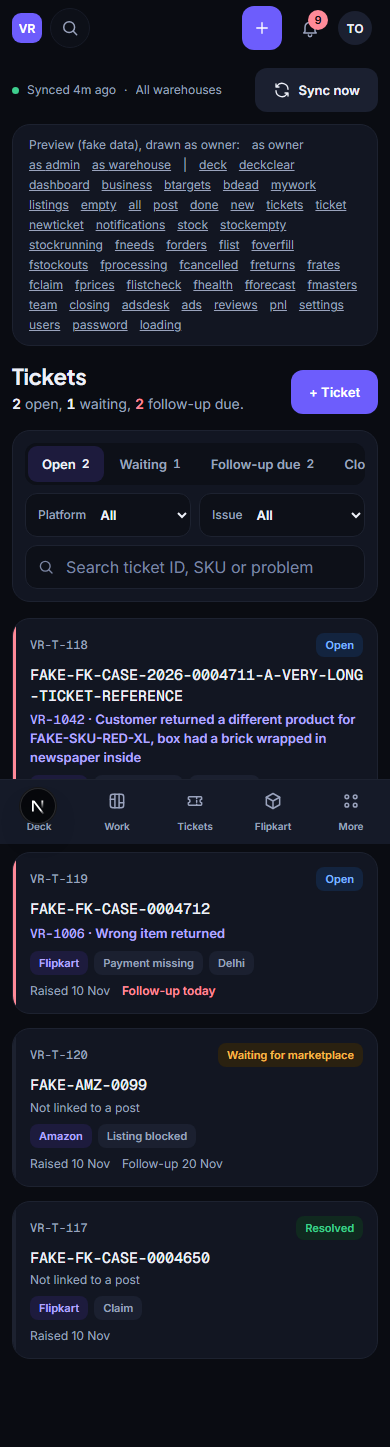 VR
9
TO
Synced 4m ago · All warehouses
Sync now
Preview (fake data), drawn as owner: as owner
as admin as warehouse | deck deckclear
dashboard business btargets bdead mywork
listings empty all post done new tickets ticket
newticket notifications stock stockempty
stockrunning fneeds forders flist foverfill
fstockouts fprocessing fcancelled freturns frates
fclaim fprices flistcheck fhealth fforecast fmasters
team closing adsdesk ads reviews pnl settings
users password loading
Tickets
2 open, 1 waiting, 2 follow-up due.
+ Ticket
Open 2 Waiting 1 Follow-up due 2 Clo
Platform All Issue All
Search ticket ID, SKU or problem
VR-T-118 Open
FAKE-FK-CASE-2026-0004711-A-VERY-LONG
-TICKET-REFERENCE
VR-1042 · Customer returned a different product for
FAKE-SKU-RED-XL, box had a brick wrapped in
newspaper inside
N
Deck Work Tickets Flipkart More
VR-T-119 Open
FAKE-FK-CASE-0004712
VR-1006 · Wrong item returned
Flipkart Payment missing Delhi
Raised 10 Nov Follow-up today
VR-T-120 Waiting for marketplace
FAKE-AMZ-0099
Not linked to a post
Amazon Listing blocked
Raised 10 Nov Follow-up 20 Nov
VR-T-117 Resolved
FAKE-FK-CASE-0004650
Not linked to a post
Flipkart Claim
Raised 10 Nov